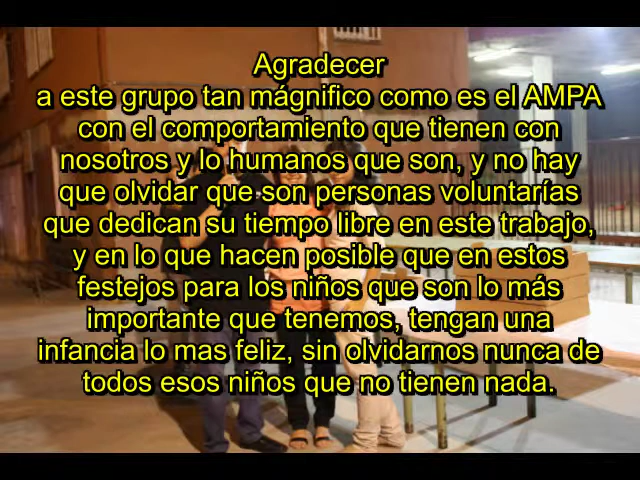 Agradecer
a este grupo tan mágnifico como es el AMPA
con el comportamiento que tienen con
nosotros y lo humanos que son, y no hay
que olvidar que son personas voluntarías
que dedican su tiempo libre en este trabajo,
y en lo que hacen posible que en estos
festejos para los niños que son lo más
importante que tenemos, tengan una
infancia lo mas feliz, sin olvidarnos nunca de
todos esos niños que no tienen nada.